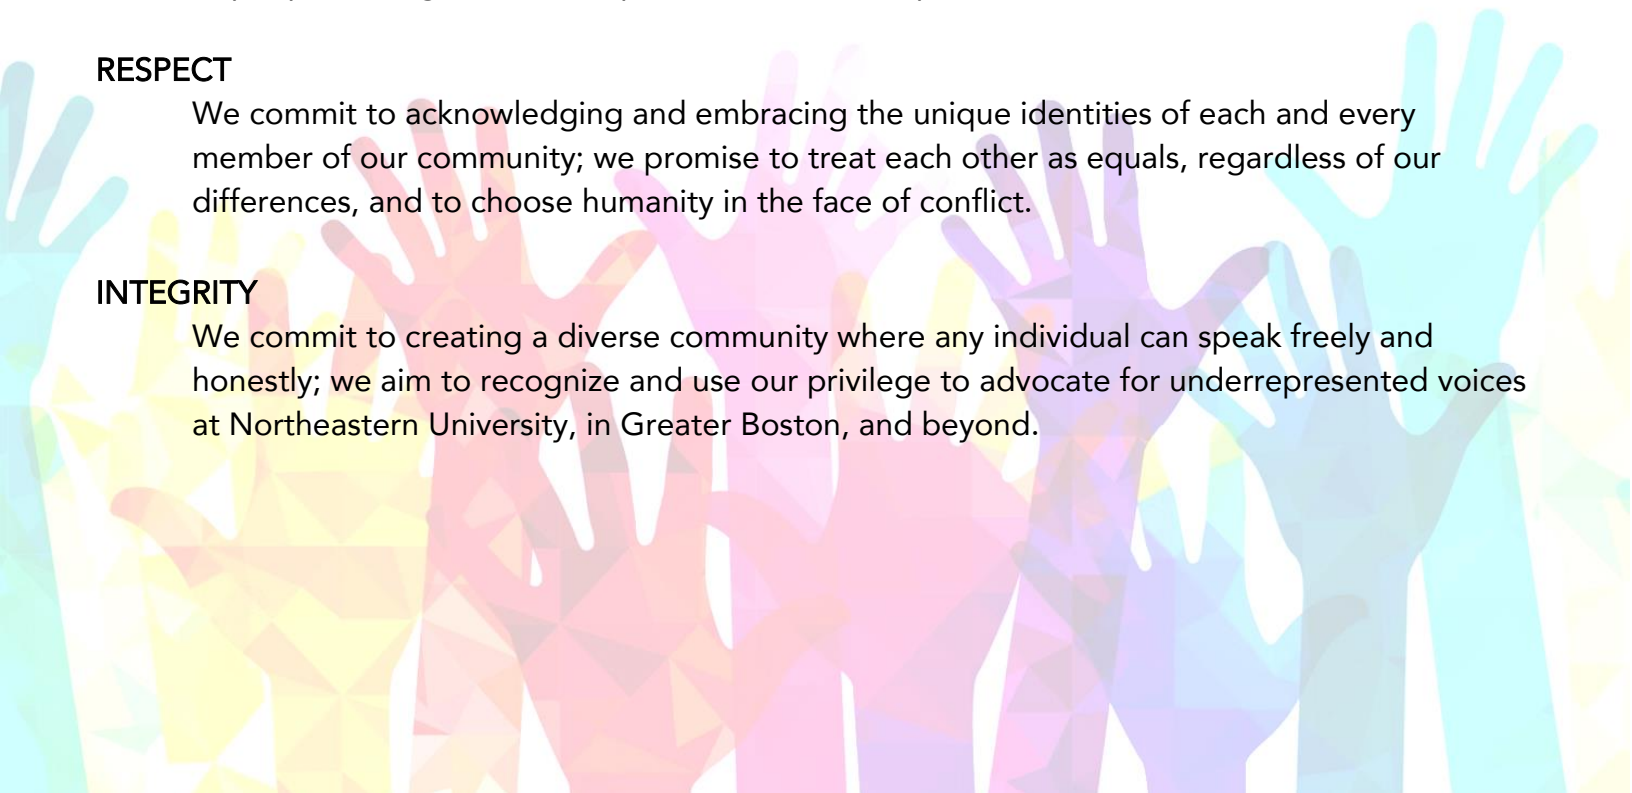 RESPECT
We commit to acknowledging and embracing the unique identities of each and every
member of our community; we promise to treat each other as equals, regardless of our
differences, and to choose humanity in the face of conflict.
INTEGRITY
We commit to creating a diverse community where any individual can speak freely and
honestly; we aim to recognize and use our privilege to advocate for underrepresented voices
at Northeastern University, in Greater Boston, and beyond.